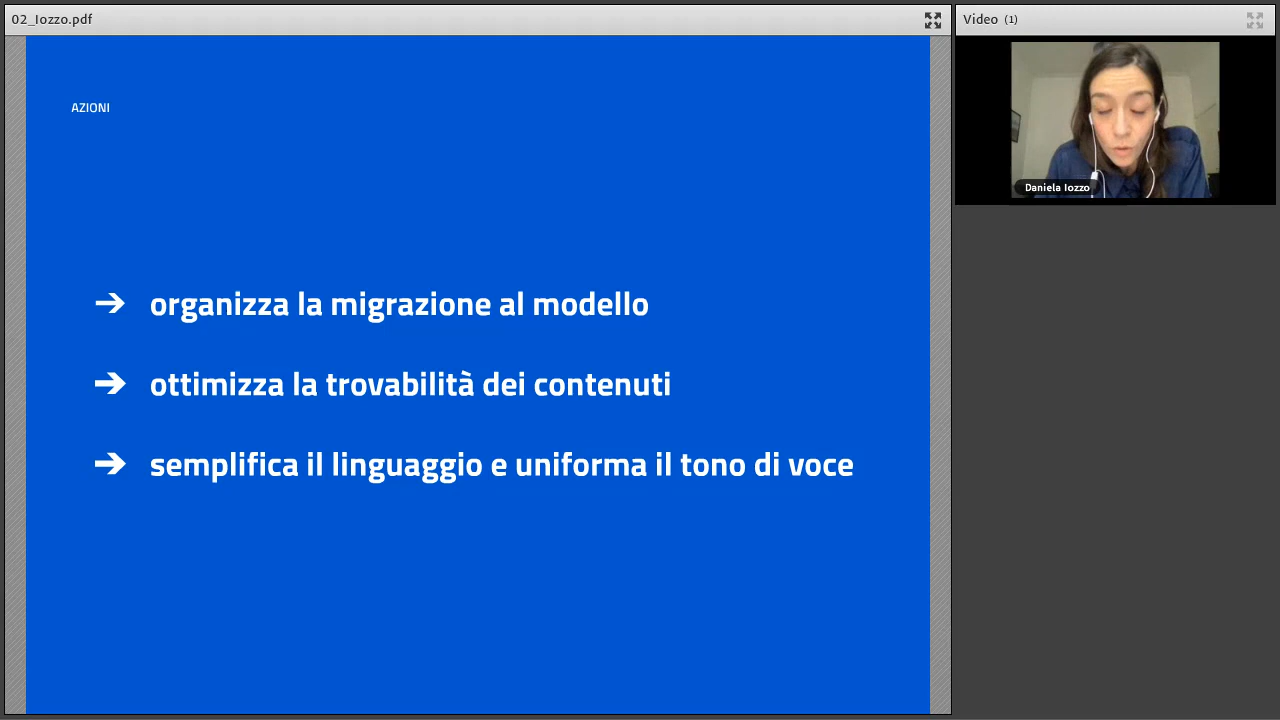 02_Iozzo.pdf
Video (1)
AZIONI
➔ organizza la migrazione al modello
➔ ottimizza la trovabilità dei contenuti
➔ semplifica il linguaggio e uniforma il tono di voce
Daniela Iozzo